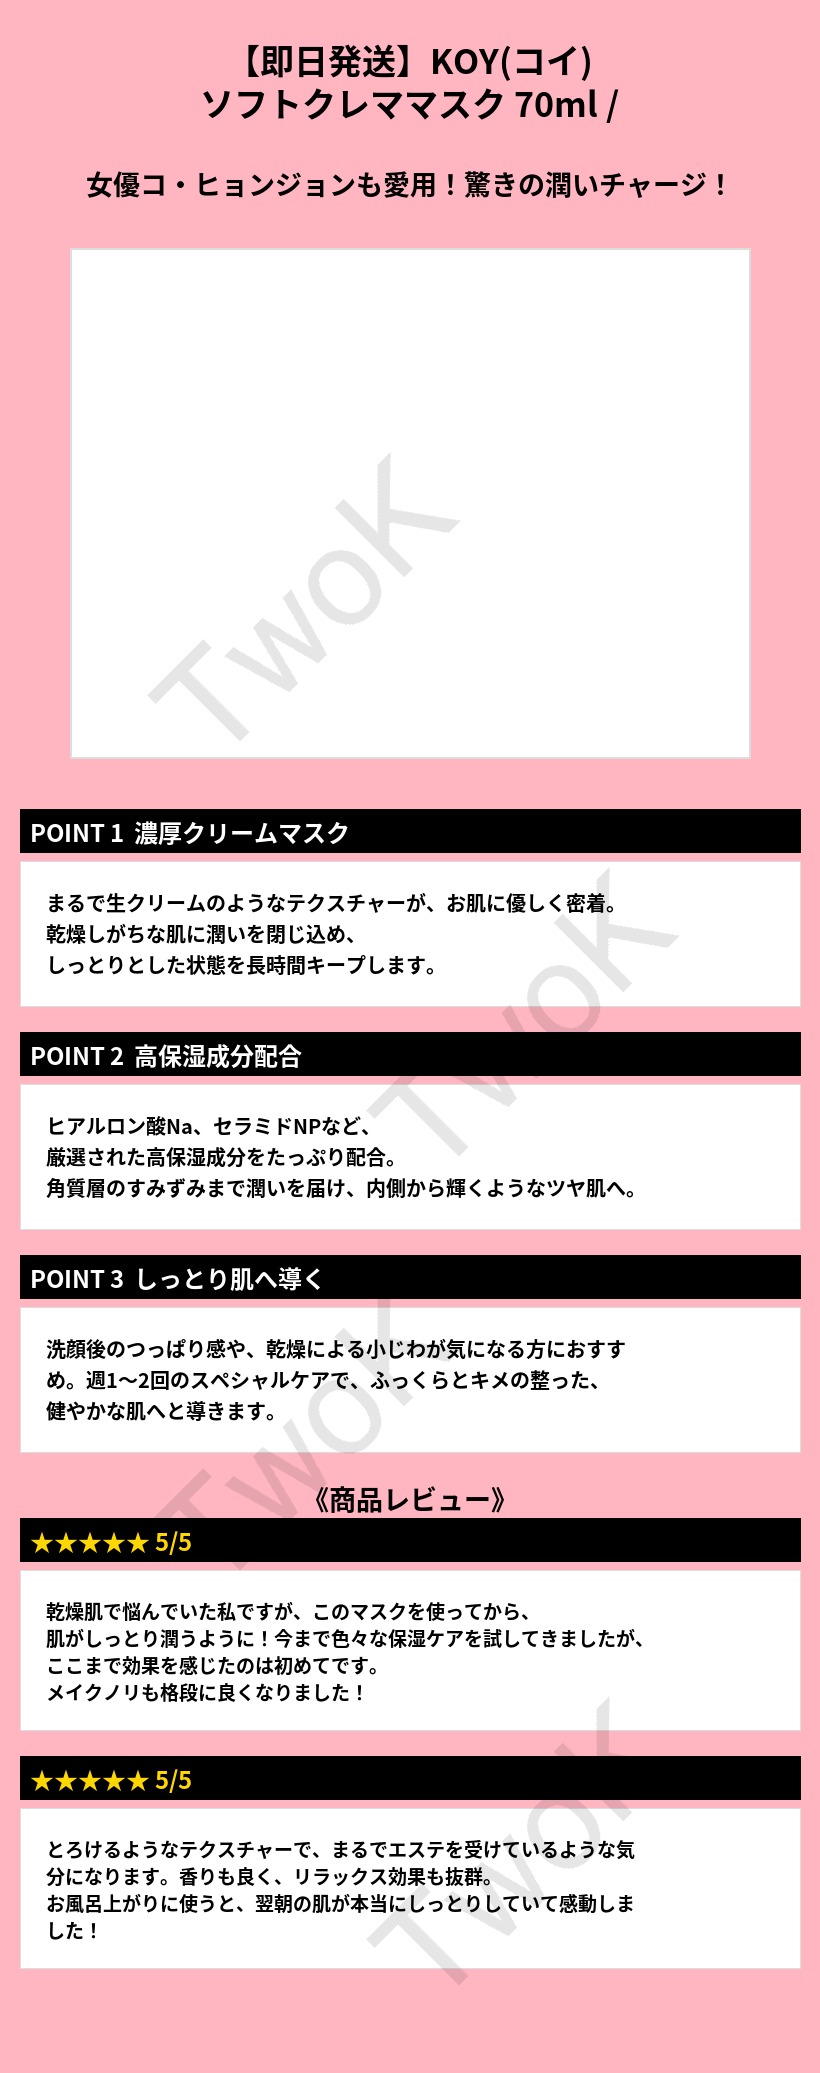 【即日発送】KOY(コイ)
ソフトクレママスク 70ml /
女優コ・ヒョンジョンも愛用！驚きの潤いチャージ！
TwoK
POINT 1 濃厚クリームマスク
まるで生クリームのようなテクスチャーが、お肌に優しく密着。
乾燥しがちな肌に潤いを閉じ込め、
しっとりとした状態を長時間キープします。
TwoK
POINT 2 高保湿成分配合
ヒアルロン酸Na、セラミドNPなど、
厳選された高保湿成分をたっぷり配合。
角質層のすみずみまで潤いを届け、内側から輝くようなツヤ肌へ。
POINT 3 しっとり肌へ導く
洗顔後のつっぱり感や、乾燥による小じわが気になる方におすす
め。週1〜2回のスペシャルケアで、ふっくらとキメの整った、
健やかな肌へと導きます。
TwoK
《商品レビュー》
★★★★★ 5/5
乾燥肌で悩んでいた私ですが、このマスクを使ってから、
肌がしっとり潤うように！今まで色々な保湿ケアを試してきましたが、
ここまで効果を感じたのは初めてです。
メイクノリも格段に良くなりました！
★★★★★ 5/5
とろけるようなテクスチャーで、まるでエステを受けているような気
分になります。香りも良く、リラックス効果も抜群。
お風呂上がりに使うと、翌朝の肌が本当にしっとりしていて感動しま
した！
TwoK